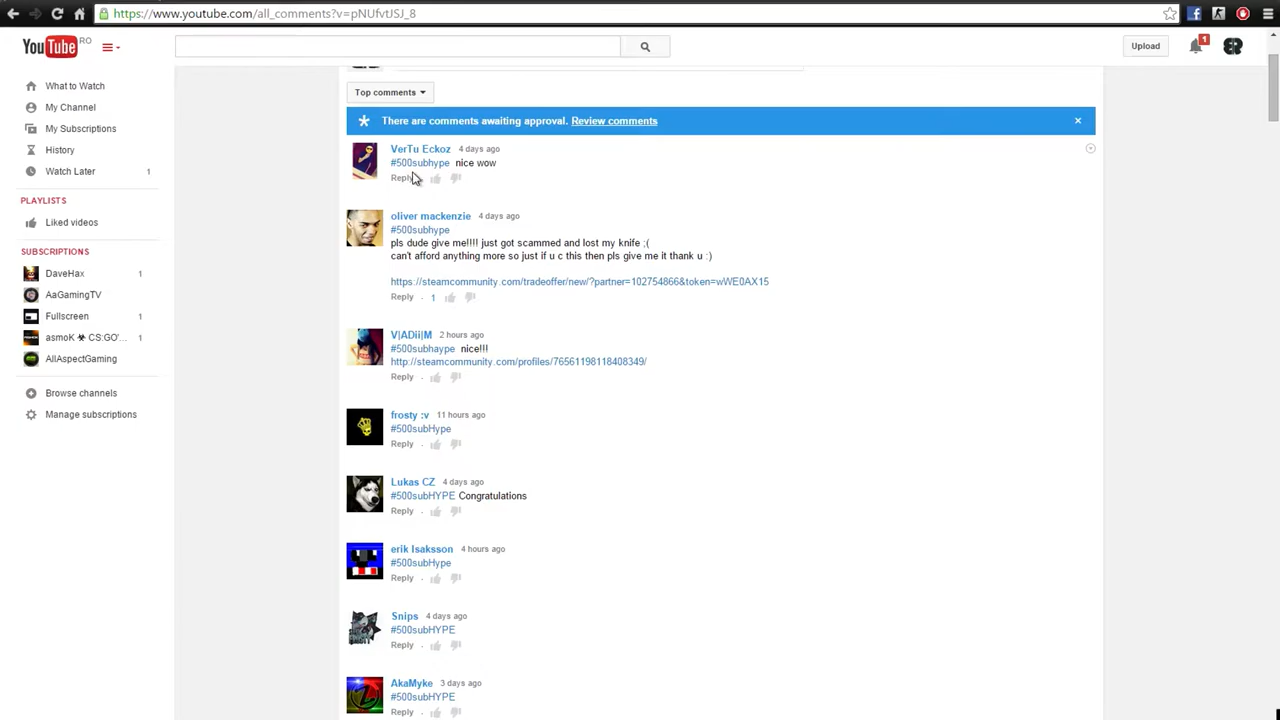 https://www.youtube.com/all_comments?v=pNUfvtJSJ_8
YouTube RO
Upload
1
What to Watch
My Channel
My Subscriptions
History
Watch Later 1
PLAYLISTS
Liked videos
SUBSCRIPTIONS
DaveHax 1
AaGamingTV 1
Fullscreen 1
asmoK ☣ CS:GO'... 1
AllAspectGaming
Browse channels
Manage subscriptions
Top comments
There are comments awaiting approval. Review comments
VerTu Eckoz 4 days ago
#500subhype nice wow
Reply
oliver mackenzie 4 days ago
#500subhype
pls dude give me!!!! just got scammed and lost my knife ;(
can't afford anything more so just if u c this then pls give me it thank u :)
https://steamcommunity.com/tradeoffer/new/?partner=102754866&token=wWE0AX15
Reply · 1
V|ADii|M 2 hours ago
#500subhaype nice!!!
http://steamcommunity.com/profiles/76561198118408349/
Reply ·
frosty :v 11 hours ago
#500subHype
Reply ·
Lukas CZ 4 days ago
#500subHYPE Congratulations
Reply ·
erik Isaksson 4 hours ago
#500subHype
Reply ·
Snips 4 days ago
#500subHYPE
Reply ·
AkaMyke 3 days ago
#500subHYPE
Reply ·